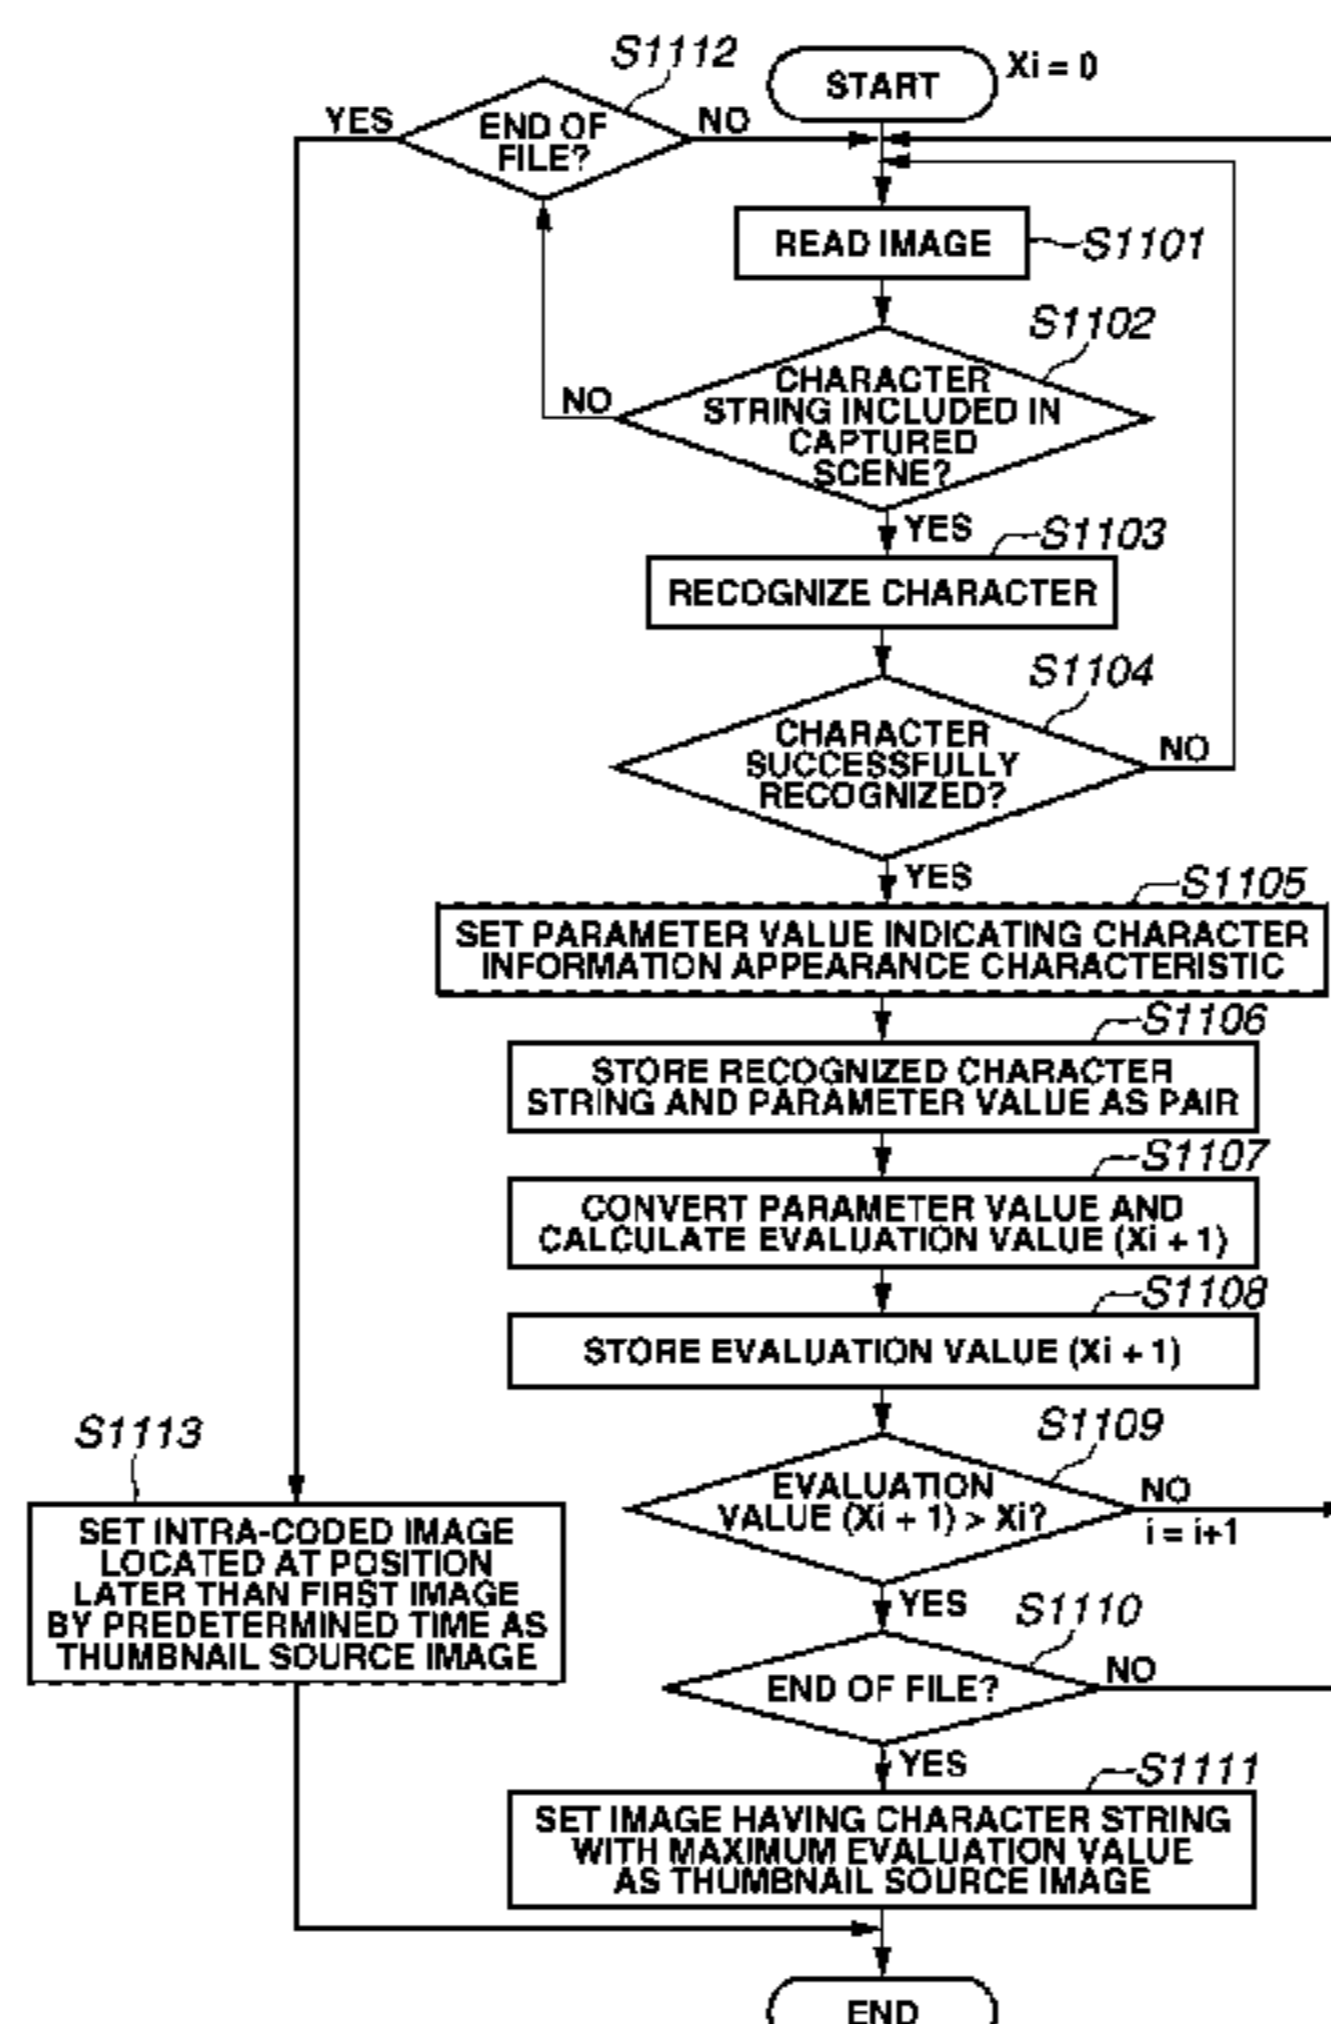 S1112
START
Xi = 0
YES
END OF
FILE?
NO
READ IMAGE
S1101
S1102
CHARACTER
STRING INCLUDED IN
CAPTURED
SCENE?
NO
YES
S1103
RECOGNIZE CHARACTER
S1104
CHARACTER
SUCCESSFULLY
RECOGNIZED?
NO
YES
S1105
SET PARAMETER VALUE INDICATING CHARACTER
INFORMATION APPEARANCE CHARACTERISTIC
S1106
STORE RECOGNIZED CHARACTER
STRING AND PARAMETER VALUE AS PAIR
S1107
CONVERT PARAMETER VALUE AND
CALCULATE EVALUATION VALUE (Xi + 1)
S1108
STORE EVALUATION VALUE (Xi + 1)
S1109
EVALUATION
VALUE (Xi + 1) > Xi?
NO
i = i+1
YES
S1110
END OF FILE?
NO
YES
S1111
SET IMAGE HAVING CHARACTER STRING
WITH MAXIMUM EVALUATION VALUE
AS THUMBNAIL SOURCE IMAGE
S1113
SET INTRA-CODED IMAGE
LOCATED AT POSITION
LATER THAN FIRST IMAGE
BY PREDETERMINED TIME AS
THUMBNAIL SOURCE IMAGE
END